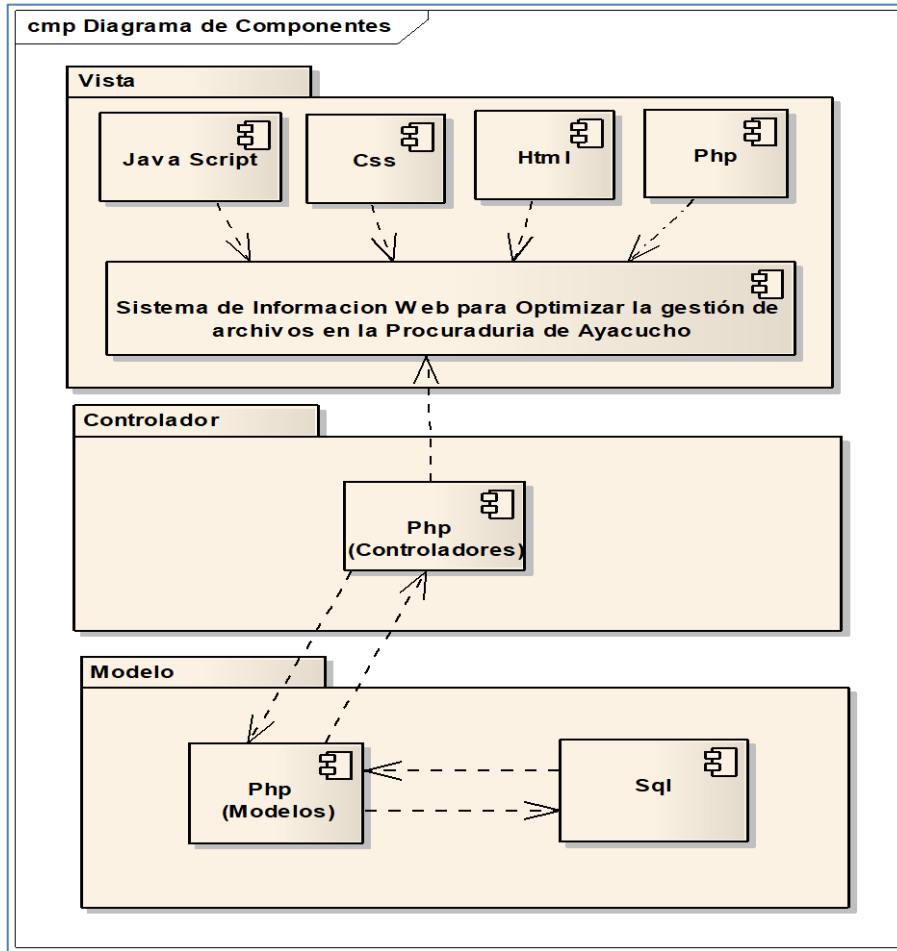 cmp Diagrama de Componentes
Vista
Java Script
Css
Html
Php
Sistema de Informacion Web para Optimizar la gestión de
archivos en la Procuraduria de Ayacucho
Controlador
Php
(Controladores)
Modelo
Php
(Modelos)
Sql